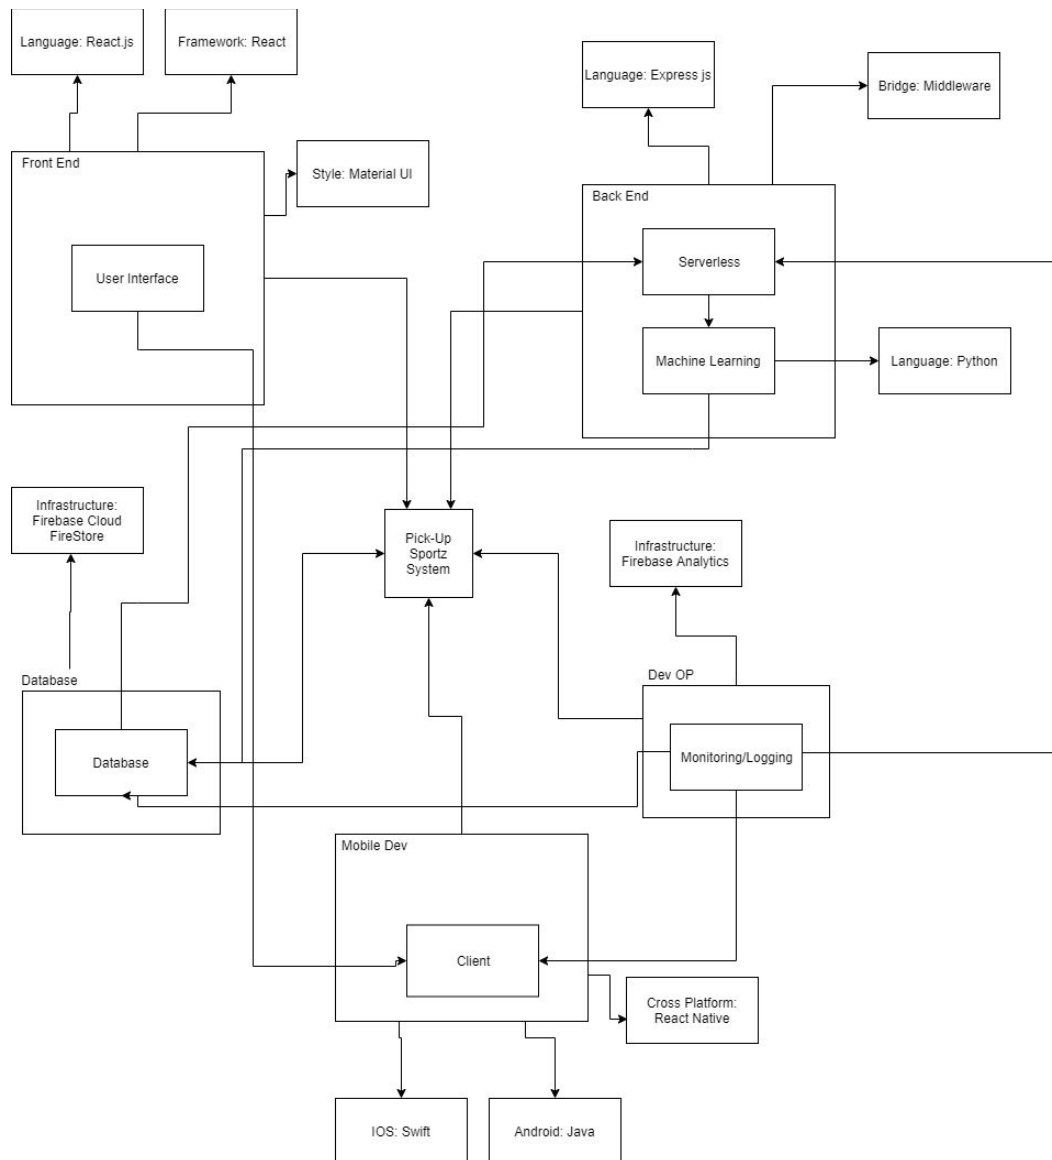 Language: React.js
Framework: React
Language: Express js
Bridge: Middleware
Front End
Style: Material UI
Back End
User Interface
Serverless
Machine Learning
Language: Python
Infrastructure:
Firebase Cloud
FireStore
Pick-Up
Sportz
System
Infrastructure:
Firebase Analytics
Database
Dev OP
Database
Monitoring/Logging
Mobile Dev
Client
Cross Platform:
React Native
IOS: Swift
Android: Java